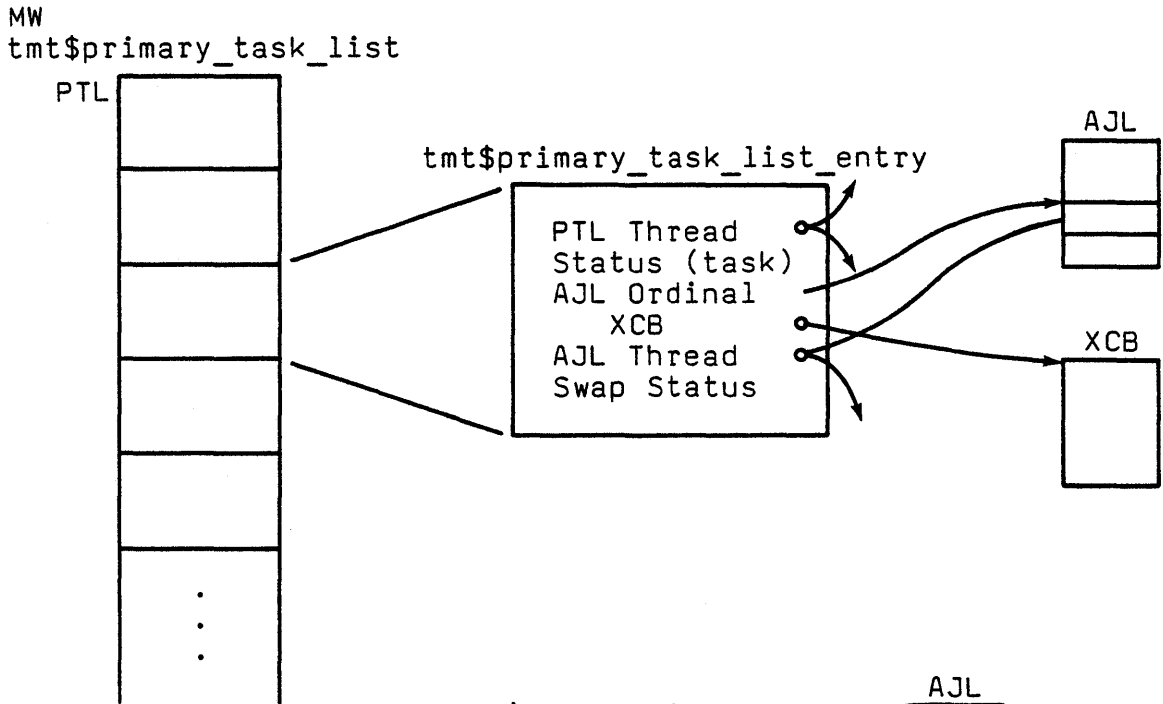 MW
tmt$primary_task_list
PTL
AJL
tmt$primary_task_list_entry
PTL Thread
Status (task)
AJL Ordinal
XCB
AJL Thread
Swap Status
XCB
AJL